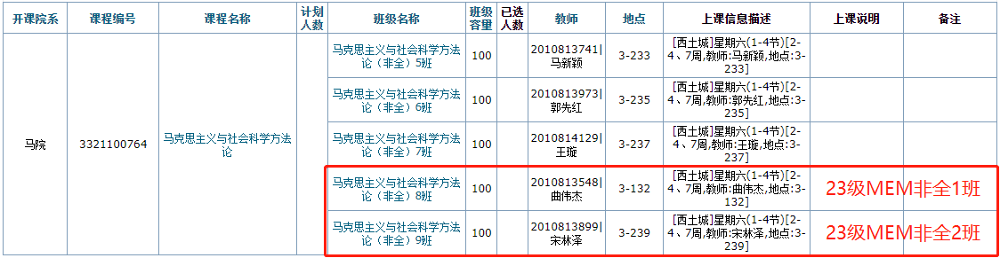 开课院系 课程编号 课程名称 计划人数 班级名称 班级容量 已选人数 教师 地点 上课信息描述 上课说明 备注
马院 3321100764 马克思主义与社会科学方法论
马克思主义与社会科学方法论（非全）5班 100 2010813741|马新颖 3-233 [西土城]星期六(1-4节)[2-4、7周,教师:马新颖,地点:3-233]
马克思主义与社会科学方法论（非全）6班 100 2010813973|郭先红 3-235 [西土城]星期六(1-4节)[2-4、7周,教师:郭先红,地点:3-235]
马克思主义与社会科学方法论（非全）7班 100 2010814129|王璇 3-237 [西土城]星期六(1-4节)[2-4、7周,教师:王璇,地点:3-237]
马克思主义与社会科学方法论（非全）8班 100 2010813548|曲伟杰 3-132 [西土城]星期六(1-4节)[2-4、7周,教师:曲伟杰,地点:3-132] 23级MEM非全1班
马克思主义与社会科学方法论（非全）9班 100 2010813899|宋林泽 3-239 [西土城]星期六(1-4节)[2-4、7周,教师:宋林泽,地点:3-239] 23级MEM非全2班